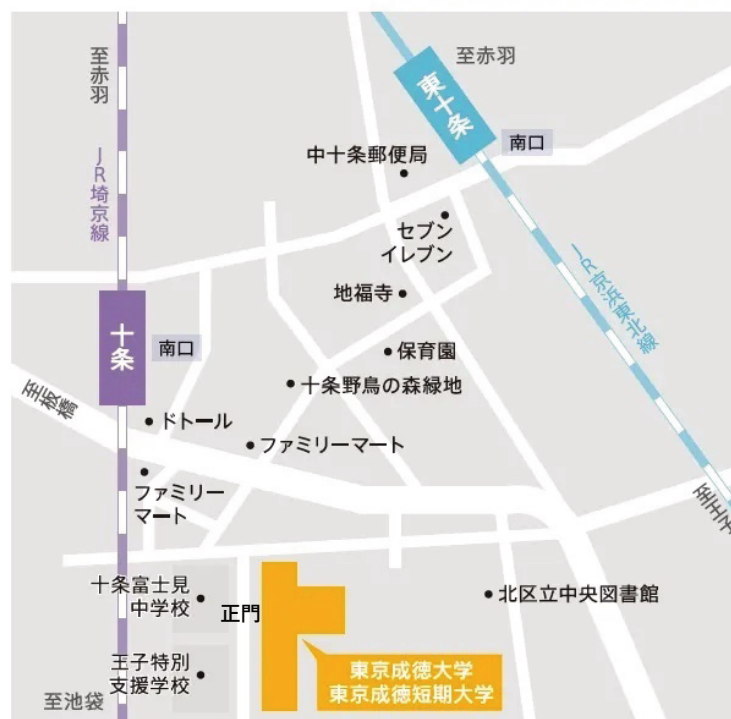 至赤羽
至赤羽
東十条
南口
中十条郵便局
JR埼京線
セブン
イレブン
JR京浜東北線
地福寺
十条
南口
保育園
十条野鳥の森緑地
至板橋
ドトール
ファミリーマート
ファミリー
マート
至王子
十条富士見
中学校
正門
北区立中央図書館
王子特別
支援学校
東京成徳大学
東京成徳短期大学
至池袋